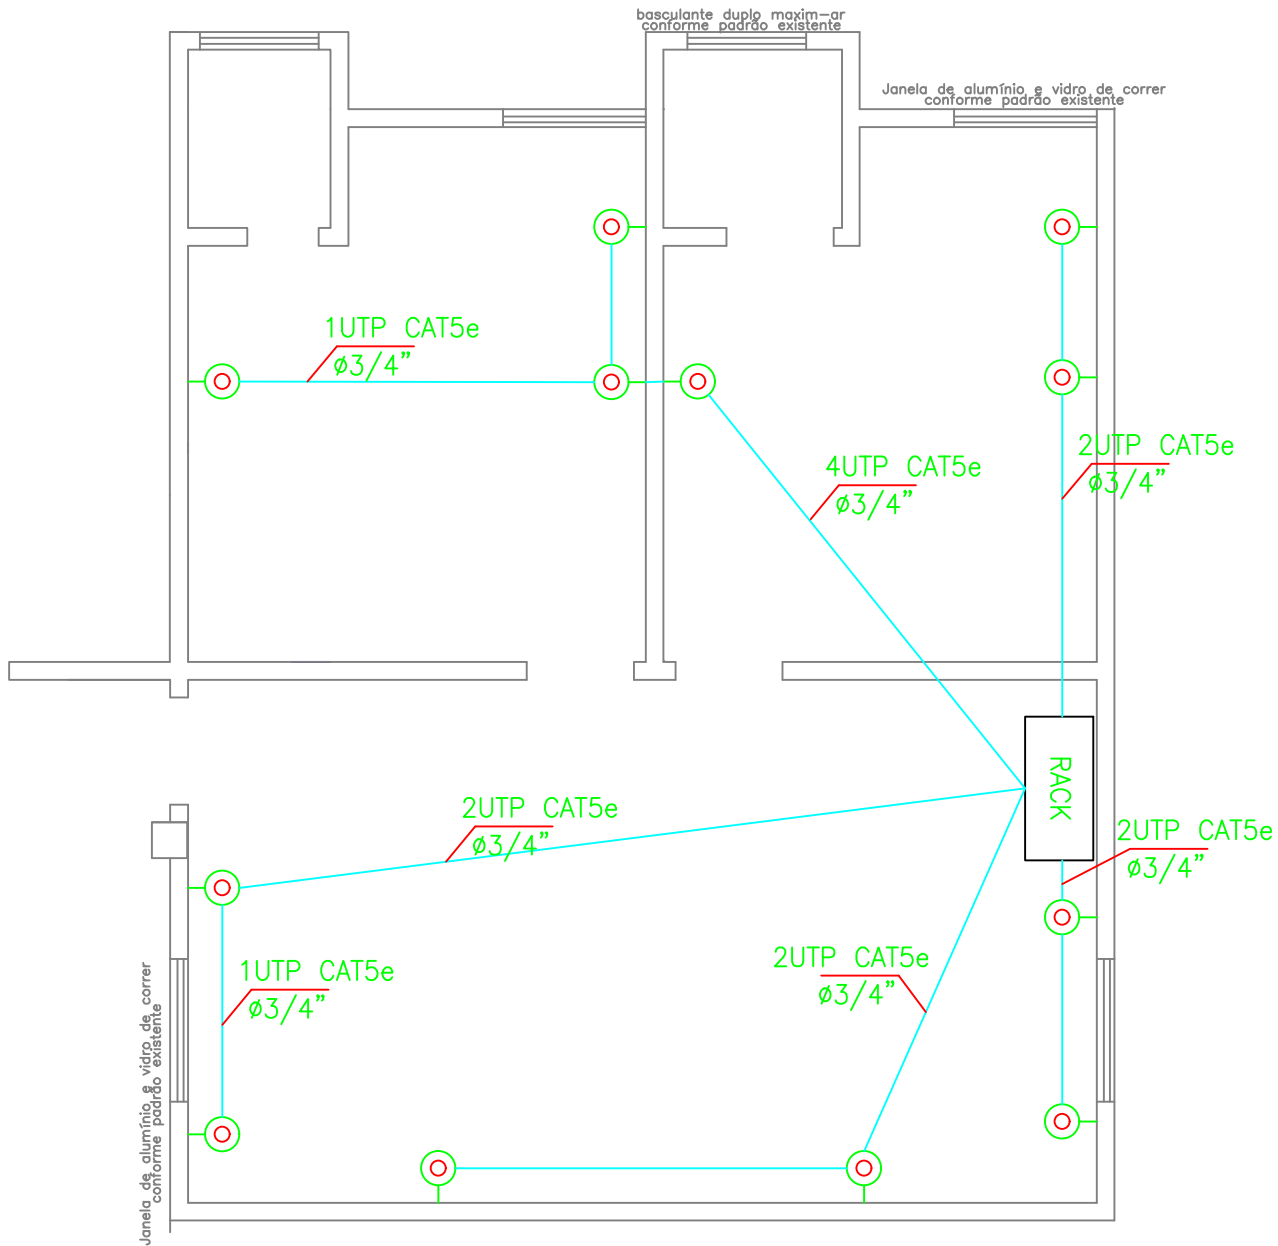 basculante duplo maxim-ar
conforme padrão existente
Janela de alumínio e vidro de correr
conforme padrão existente
1UTP CAT5e
ø3/4"
2UTP CAT5e
ø3/4"
4UTP CAT5e
ø3/4"
RACK
2UTP CAT5e
ø3/4"
2UTP CAT5e
ø3/4"
2UTP CAT5e
ø3/4"
1UTP CAT5e
ø3/4"
Janela de alumínio e vidro de correr
conforme padrão existente